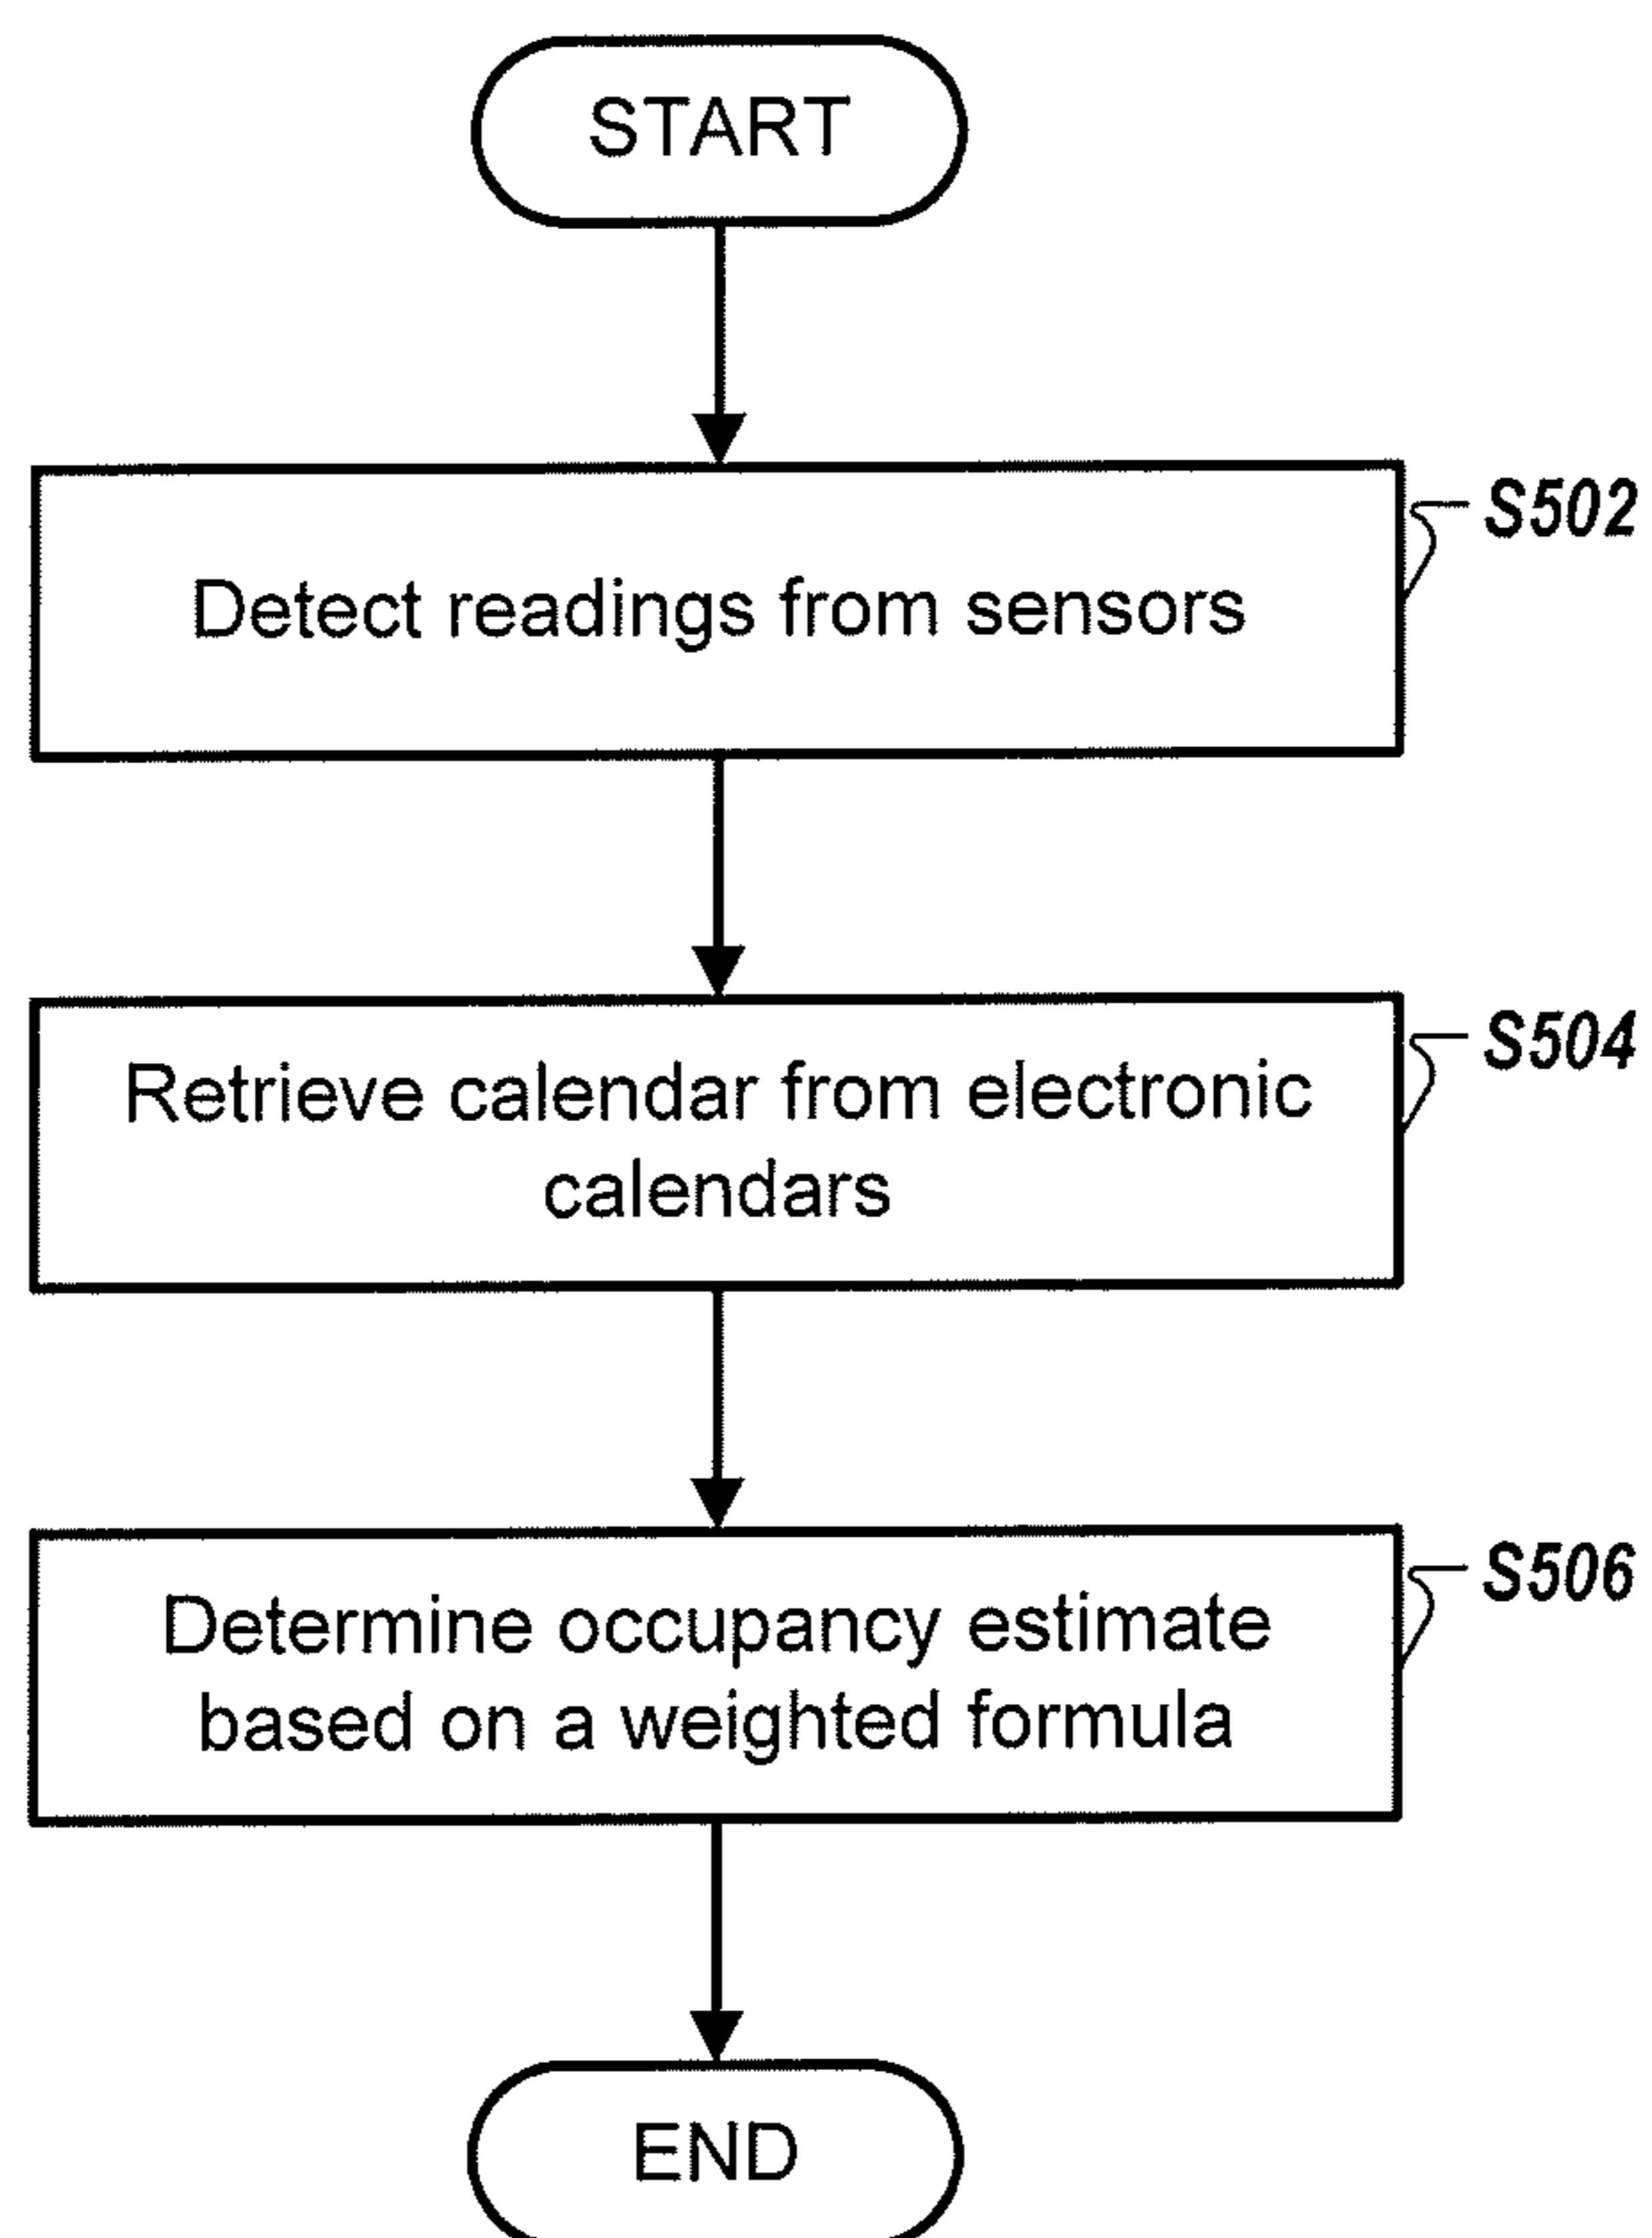 START
Detect readings from sensors
S502
Retrieve calendar from electronic
calendars
S504
Determine occupancy estimate
based on a weighted formula
S506
END